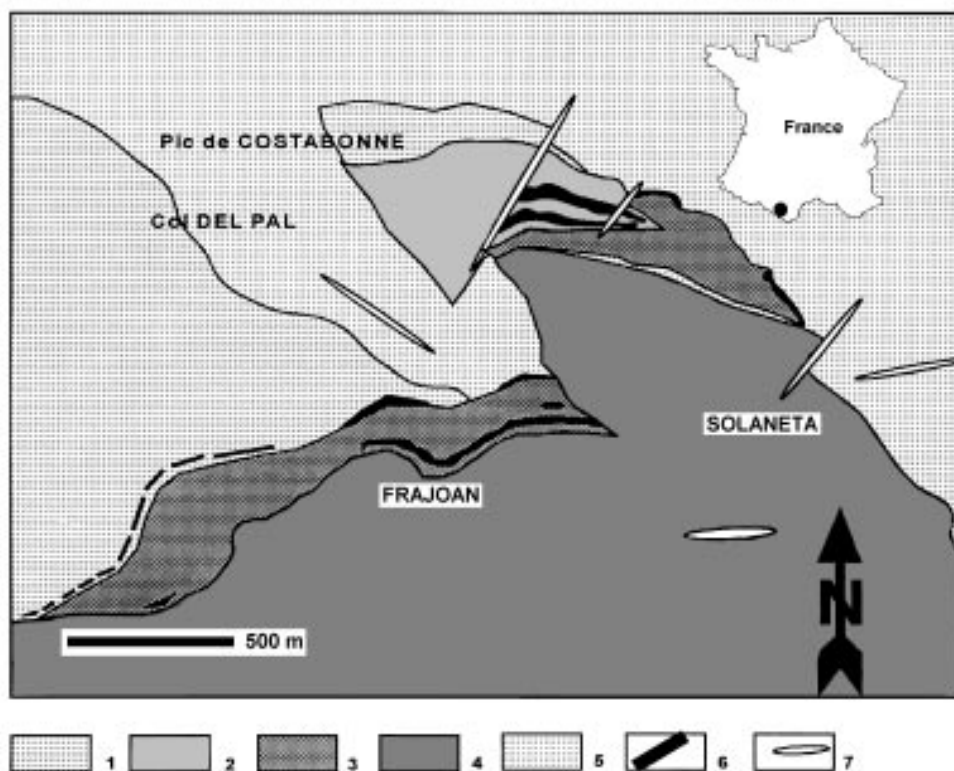 France
Pic de COSTABONNE
Col DEL PAL
SOLANETA
FRAJOAN
N
500 m
1 2 3 4 5 6 7